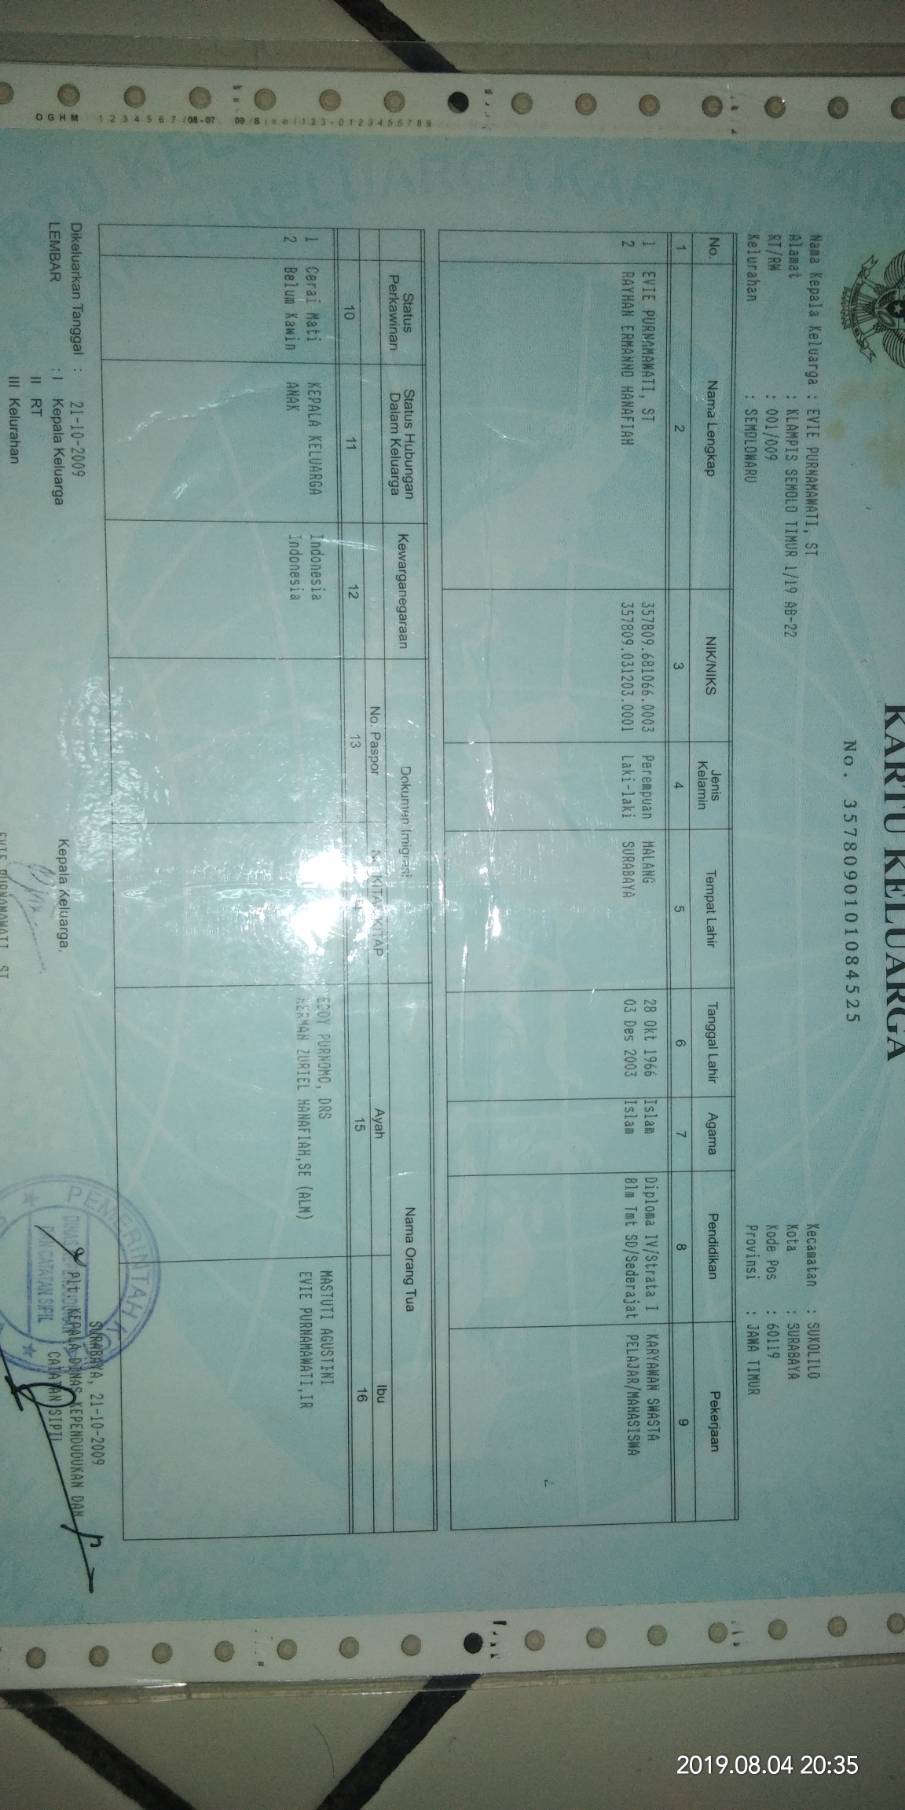 KARTU KELUARGA
No. 3578090101084525
Nama Kepala Keluarga : EVIE PURNAMAWATI, ST
Alamat : KLAMPIS SEMOLO TIMUR 1/19 AB-22
RT/RW : 001/009
Kelurahan : SEMOLOWARU
Kecamatan : SUKOLILO
Kota : SURABAYA
Kode Pos : 60119
Provinsi : JAWA TIMUR
No. Nama Lengkap NIK/NIKS Jenis Kelamin Tempat Lahir Tanggal Lahir Agama Pendidikan Pekerjaan
1 2 3 4 5 6 7 8 9
1 EVIE PURNAMAWATI, ST 357809.681066.0003 Perempuan MALANG 28 Okt 1966 Islam Diploma IV/Strata I KARYAWAN SWASTA
2 RAYHAN ERMANNO HANAFIAH 357809.031203.0001 Laki-laki SURABAYA 03 Des 2003 Islam Blm Tmt SD/Sederajat PELAJAR/MAHASISWA
Status Perkawinan Status Hubungan Dalam Keluarga Kewarganegaraan Dokumen Imigrasi Nama Orang Tua
No. Paspor No. KITAS/KITAP Ayah Ibu
10 11 12 13 15 16
1 Cerai Mati KEPALA KELUARGA Indonesia EDDY PURNOMO, DRS MASTUTI AGUSTINI
2 Belum Kawin ANAK Indonesia HERMAN ZURIEL HANAFIAH,SE (ALM) EVIE PURNAMAWATI,IR
Dikeluarkan Tanggal : 21-10-2009
LEMBAR : I Kepala Keluarga
II RT
III Kelurahan
Kepala Keluarga,
EVIE PURNAMAWATI, ST
SURABAYA, 21-10-2009
Plt. KEPALA DINAS KEPENDUDUKAN DAN
CATATAN SIPIL
PEMERINTAH KO
DINAS KEPENDUDUKAN
DAN CATATAN SIPIL
2019.08.04 20:35